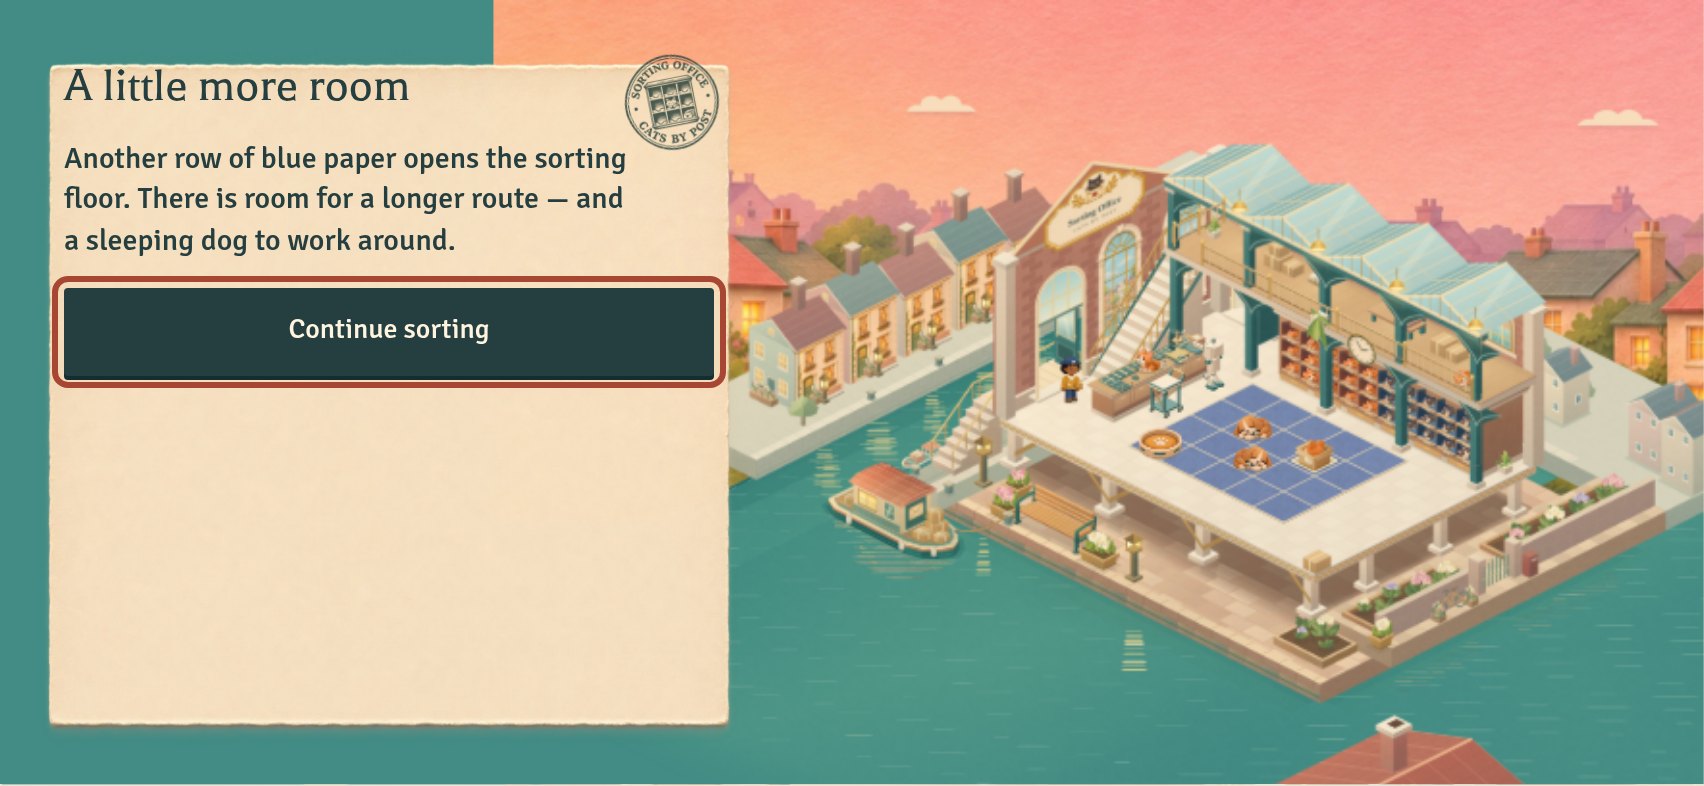 A little more room
SORTING OFFICE
CATS BY POST
Another row of blue paper opens the sorting
floor. There is room for a longer route — and
a sleeping dog to work around.
Continue sorting
Sorting Office